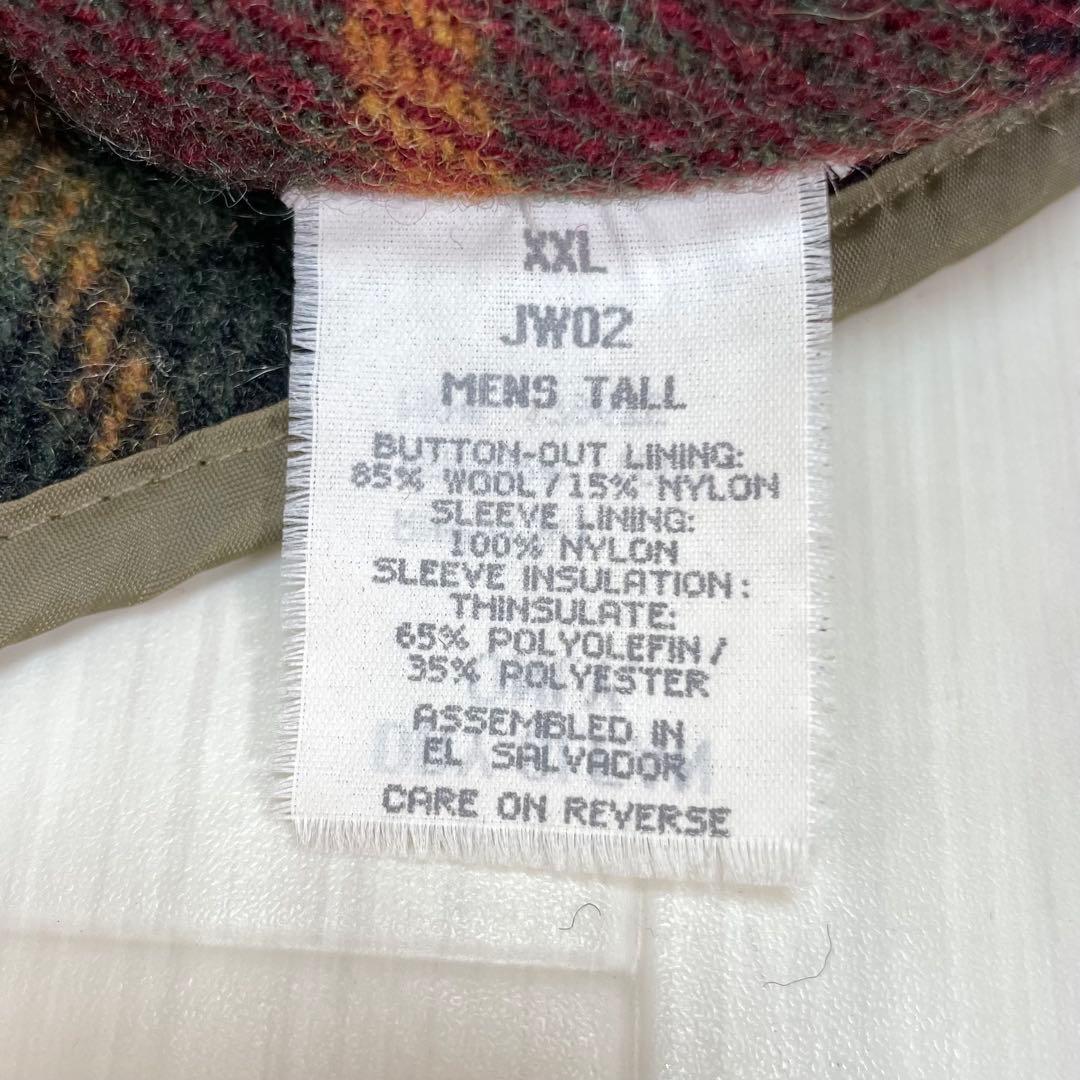 XXL
JW02
MENS TALL
BUTTON-OUT LINING:
85% WOOL/15% NYLON
SLEEVE LINING:
100% NYLON
SLEEVE INSULATION:
THINSULATE:
65% POLYOLEFIN/
35% POLYESTER
ASSEMBLED IN
EL SALVADOR
CARE ON REVERSE